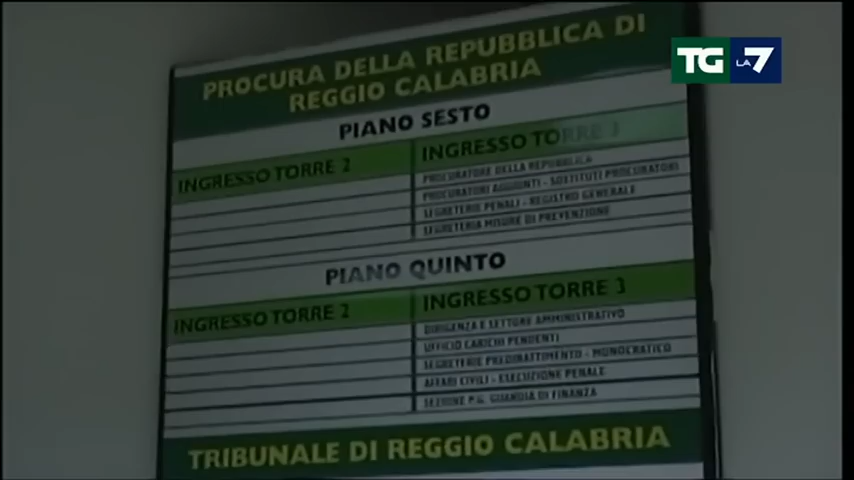 TG LA 7
PROCURA DELLA REPUBBLICA DI
REGGIO CALABRIA
PIANO SESTO
INGRESSO TORRE 2
INGRESSO TORRE 3
PROCURATORE DELLA REPUBBLICA
PROCURATORI AGGIUNTI - SOSTITUTI PROCURATORI
SEGRETERIE PENALI - REGISTRO GENERALE
SEGRETERIA MISURE DI PREVENZIONE
PIANO QUINTO
INGRESSO TORRE 2
INGRESSO TORRE 3
DIRIGENZA E SETTORE AMMINISTRATIVO
UFFICIO CARICHI PENDENTI
SEGRETERIE PREDIBATTIMENTO - MONOCRATICO
AFFARI CIVILI - ESECUZIONE PENALE
SEZIONE P.G. GUARDIA DI FINANZA
TRIBUNALE DI REGGIO CALABRIA